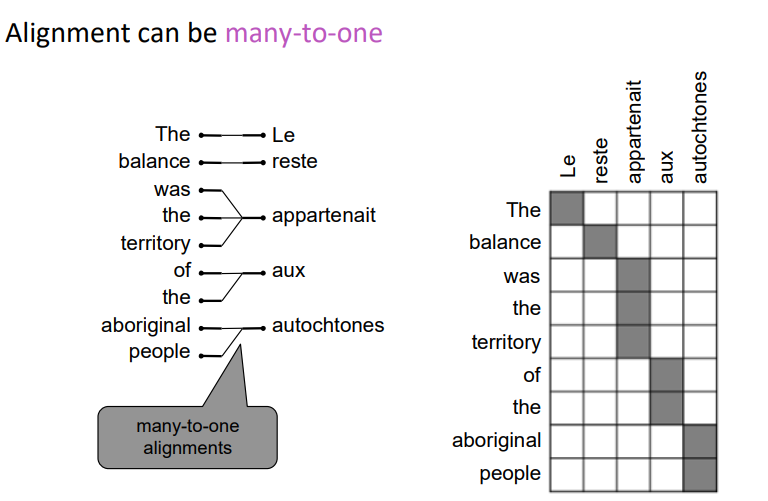 Alignment can be many-to-one
The Le
balance reste
was
the appartenait
territory
of aux
the
aboriginal autochtones
people
many-to-one
alignments
Le
reste
appartenait
aux
autochtones
The
balance
was
the
territory
of
the
aboriginal
people